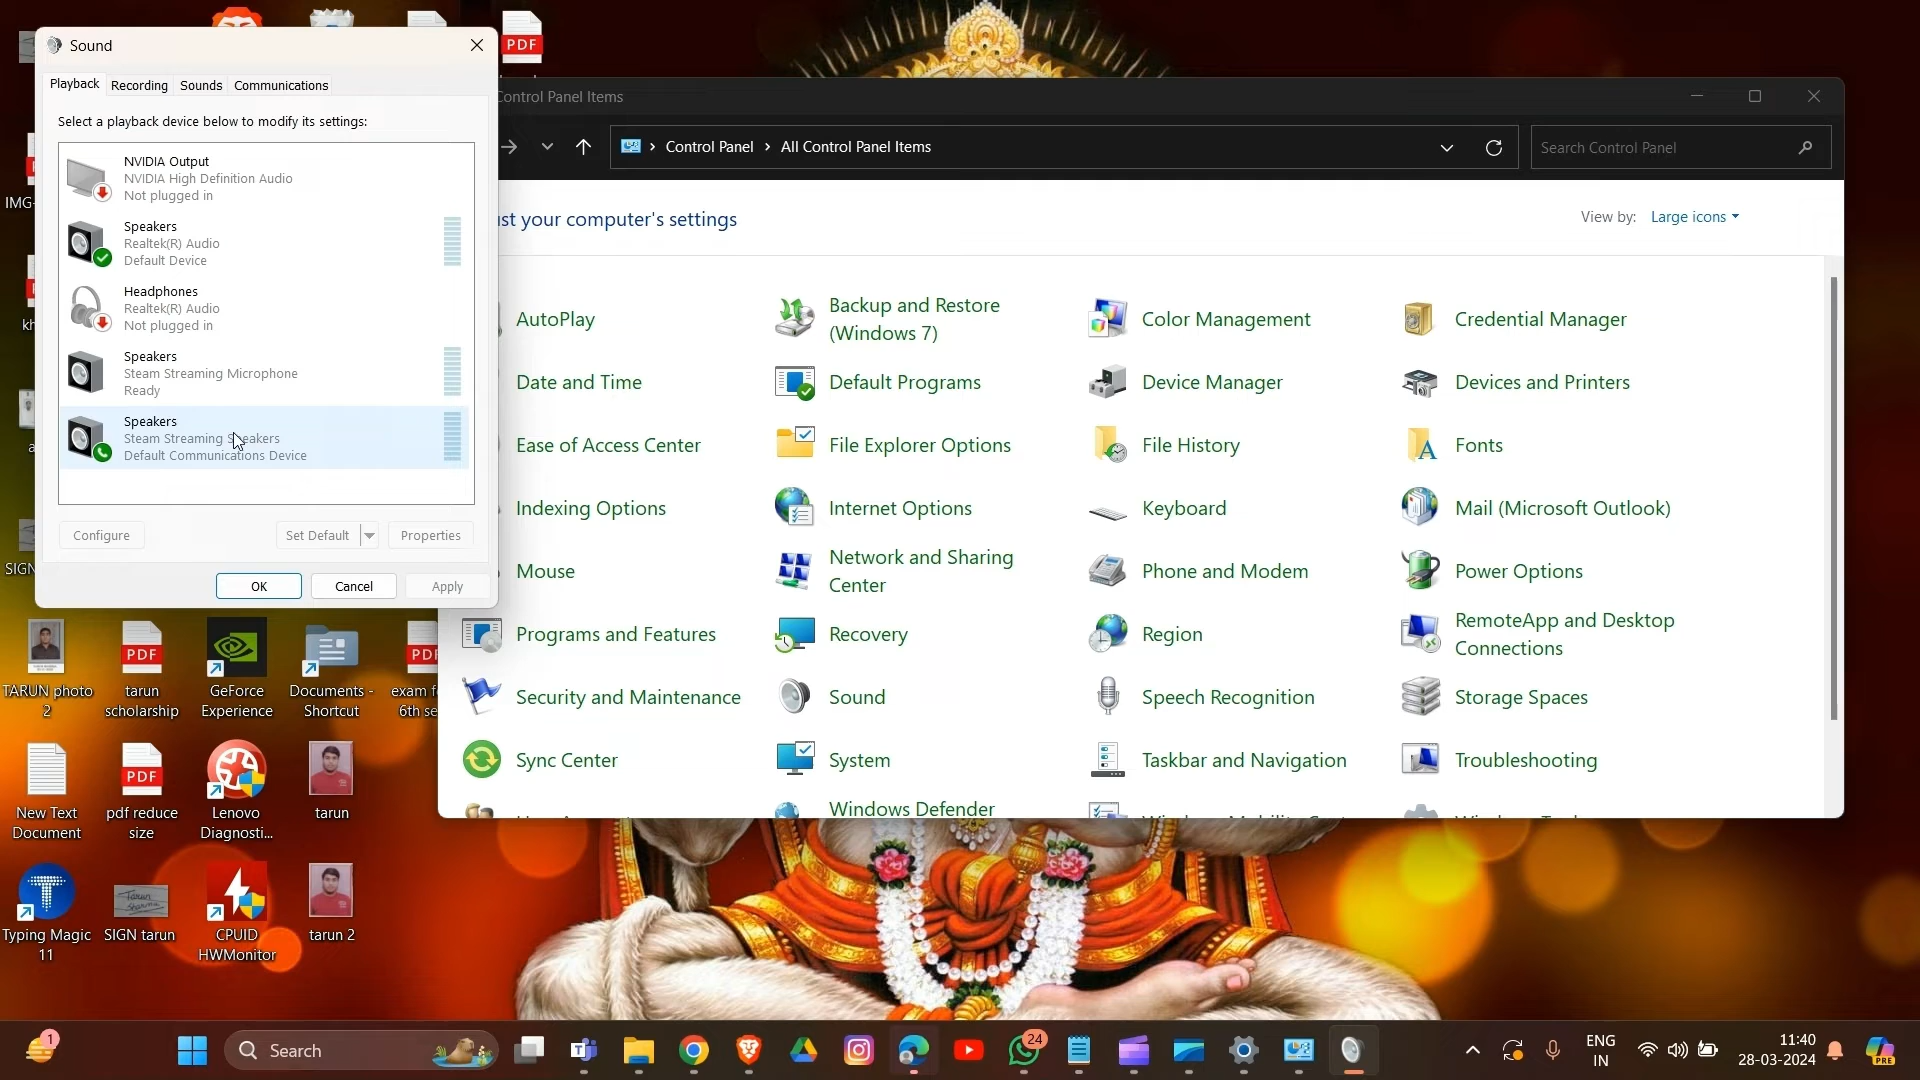 Sound
Playback
Recording
Sounds
Communications
Select a playback device below to modify its settings:
NVIDIA Output
NVIDIA High Definition Audio
Not plugged in
Speakers
Realtek(R) Audio
Default Device
Headphones
Realtek(R) Audio
Not plugged in
Speakers
Steam Streaming Microphone
Ready
Speakers
Steam Streaming Speakers
Default Communications Device
Configure
Set Default
Properties
OK
Cancel
Apply
PDF
Control Panel Items
Control Panel
All Control Panel Items
Search Control Panel
your computer's settings
View by:
Large icons
AutoPlay
Backup and Restore
(Windows 7)
Color Management
Credential Manager
Date and Time
Default Programs
Device Manager
Devices and Printers
Ease of Access Center
File Explorer Options
File History
Fonts
Indexing Options
Internet Options
Keyboard
Mail (Microsoft Outlook)
Mouse
Network and Sharing
Center
Phone and Modem
Power Options
Programs and Features
Recovery
Region
RemoteApp and Desktop
Connections
Security and Maintenance
Sound
Speech Recognition
Storage Spaces
Sync Center
System
Taskbar and Navigation
Troubleshooting
Windows Defender
TARUN photo
2
PDF
tarun
scholarship
GeForce
Experience
Documents -
Shortcut
PDF
exam
6th
New Text
Document
PDF
pdf reduce
size
Lenovo
Diagnosti...
tarun
Typing Magic
11
SIGN tarun
CPUID
HWMonitor
tarun 2
1
Search
24
ENG
IN
11:40
28-03-2024
PRE